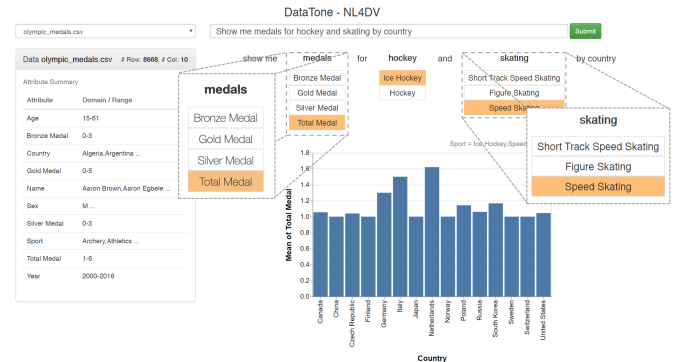 DataTone - NL4DV
olympic_medals.csv
Show me medals for hockey and skating by country
Submit
Data olympic_medals.csv # Row: 8668, # Col: 10
Attribute Summary
Attribute Domain / Range
Age 15-61
Bronze Medal 0-3
Country Algeria,Argentina ...
Gold Medal 0-5
Name Aaron Brown,Aaron Egbele ...
Sex M ...
Silver Medal 0-3
Sport Archery,Athletics ...
Total Medal 1-6
Year 2000-2016
show me medals for hockey and skating by country
Bronze Medal
Gold Medal
Silver Medal
Total Medal
Ice Hockey
Hockey
Short Track Speed Skating
Figure Skating
Speed Skating
medals
Bronze Medal
Gold Medal
Silver Medal
Total Medal
skating
Short Track Speed Skating
Figure Skating
Speed Skating
Sport = Ice,Hockey,Speed
Mean of Total Medal
1.8
1.6
1.4
1.2
1.0
0.8
0.6
0.4
0.2
0.0
Canada
China
Czech Republic
Finland
Germany
Italy
Japan
Netherlands
Norway
Poland
Russia
South Korea
Sweden
Switzerland
United States
Country